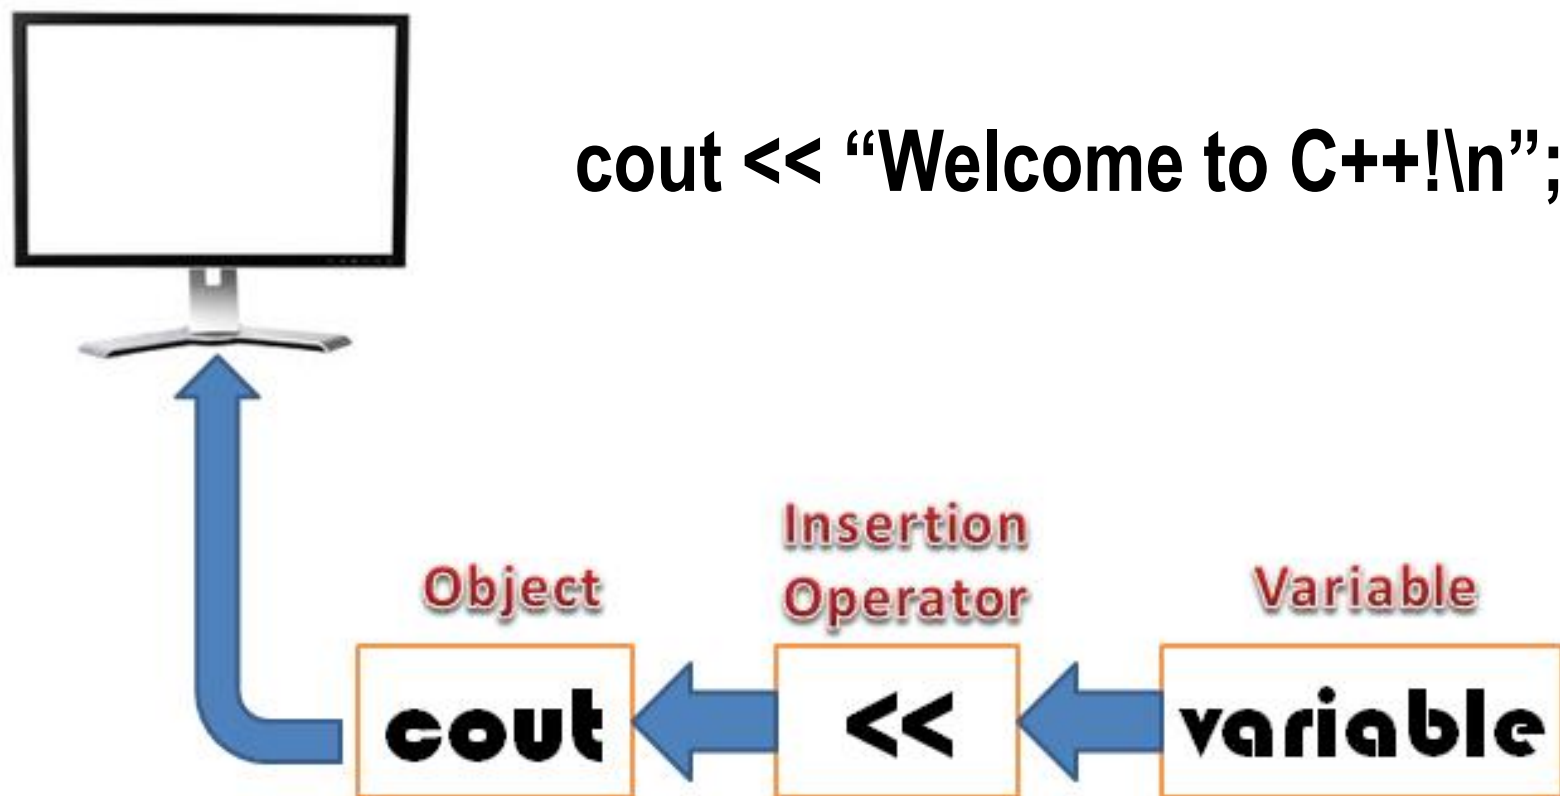 cout << “Welcome to C++!\n”;
Insertion
Object
Operator
Variable
cout
<<
variable